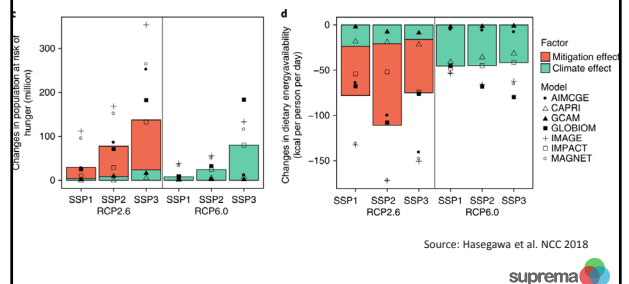 c
d
Changes in population at risk of
hunger (million)
300
200
100
0
SSP1 SSP2 SSP3 SSP1 SSP2 SSP3
RCP2.6 RCP6.0
Changes in dietary energyavailability
(kcal per person per day)
0
−50
−100
−150
SSP1 SSP2 SSP3 SSP1 SSP2 SSP3
RCP2.6 RCP6.0
Factor
Mitigation effect
Climate effect
Model
AIMCGE
CAPRI
GCAM
GLOBIOM
IMAGE
IMPACT
MAGNET
Source: Hasegawa et al. NCC 2018
suprema